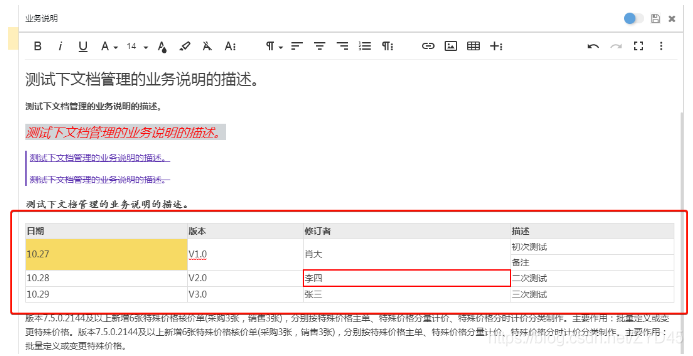 业务说明
B i U A 14 A A A
测试下文档管理的业务说明的描述。
测试下文档管理的业务说明的描述。
测试下文档管理的业务说明的描述。
测试下文档管理的业务说明的描述。
测试下文档管理的业务说明的描述。
测试下文档管理的业务说明的描述。
日期 版本 修订者 描述
10.27 V1.0 肖大 初次测试
备注
10.28 V2.0 李四 二次测试
10.29 V3.0 张三 三次测试
版本7.5.0.2144及以上新增6张特殊价格核价单(采购3张，销售3张)，分别按特殊价格主单、特殊价格分量计价、特殊价格分时计价分类制作。主要作用：批量定义或变
更特殊价格。版本7.5.0.2144及以上新增6张特殊价格核价单(采购3张，销售3张)，分别按特殊价格主单、特殊价格分量计价、特殊价格分时计价分类制作。主要作用：
批量定义或变更特殊价格。